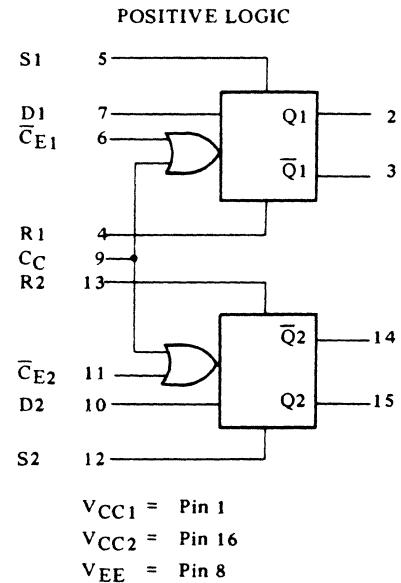 POSITIVE LOGIC
S1 5
D1 7
Q1 2
C̅E1 6
Q̅1 3
R1 4
CC 9
R2 13
Q̅2 14
C̅E2 11
D2 10
Q2 15
S2 12
VCC1 = Pin 1
VCC2 = Pin 16
VEE = Pin 8